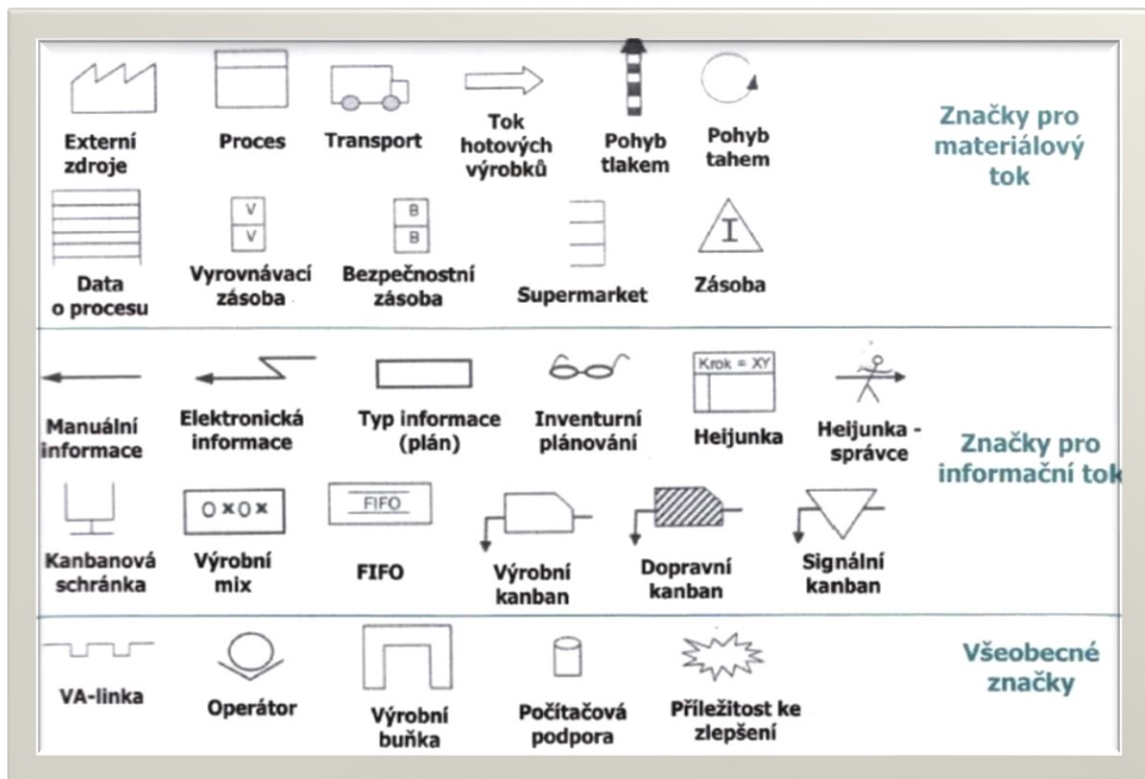 Externí
zdroje
Proces
Transport
Tok
hotových
výrobků
Pohyb
tlakem
Pohyb
tahem
Značky pro
materiálový
tok
V
V
B
B
I
Data
o procesu
Vyrovnávací
zásoba
Bezpečnostní
zásoba
Supermarket
Zásoba
Krok = XY
Manuální
informace
Elektronická
informace
Typ informace
(plán)
Inventurní
plánování
Heijunka
Heijunka -
správce
Značky pro
informační tok
O×O×
FIFO
Kanbanová
schránka
Výrobní
mix
FIFO
Výrobní
kanban
Dopravní
kanban
Signální
kanban
VA-linka
Operátor
Výrobní
buňka
Počítačová
podpora
Příležitost ke
zlepšení
Všeobecné
značky